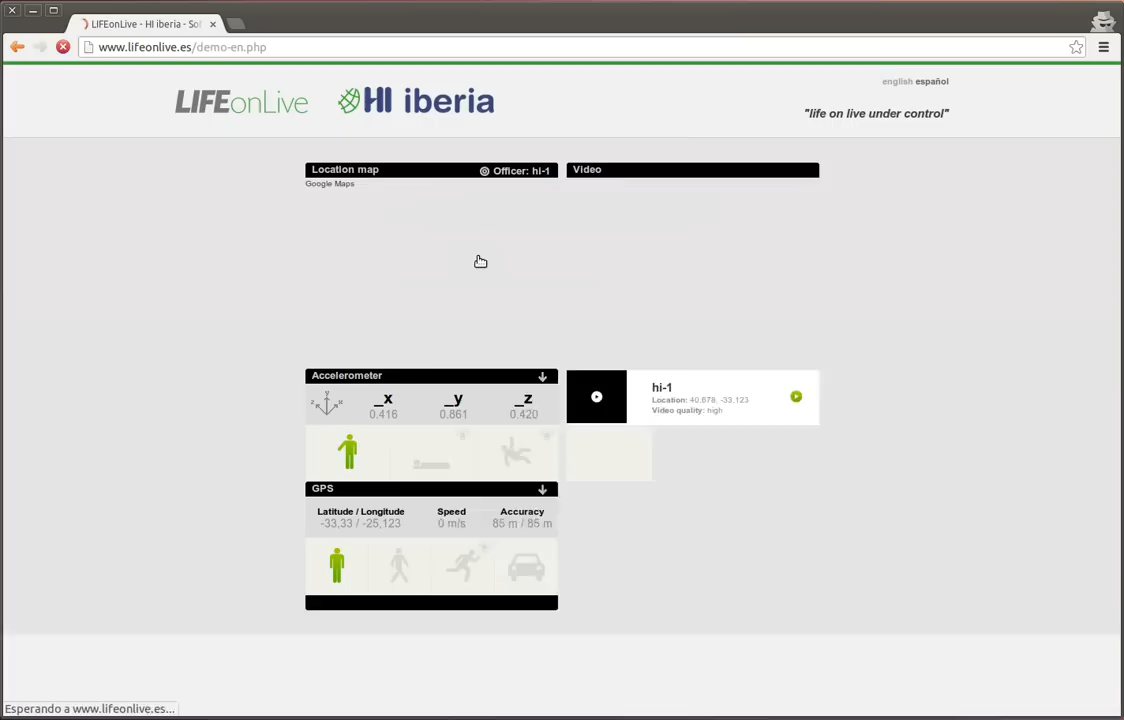 LIFEonLive - HI iberia - Sol
www.lifeonlive.es/demo-en.php
english español
LIFEonLive HI iberia
"life on live under control"
Location map Officer: hi-1 Video
Google Maps
Accelerometer
_x _y _z
0.416 0.861 0.420
hi-1
Location: 40.678, -33.123
Video quality: high
GPS
Latitude / Longitude Speed Accuracy
-33,33 / -25,123 0 m/s 85 m / 85 m
Esperando a www.lifeonlive.es...